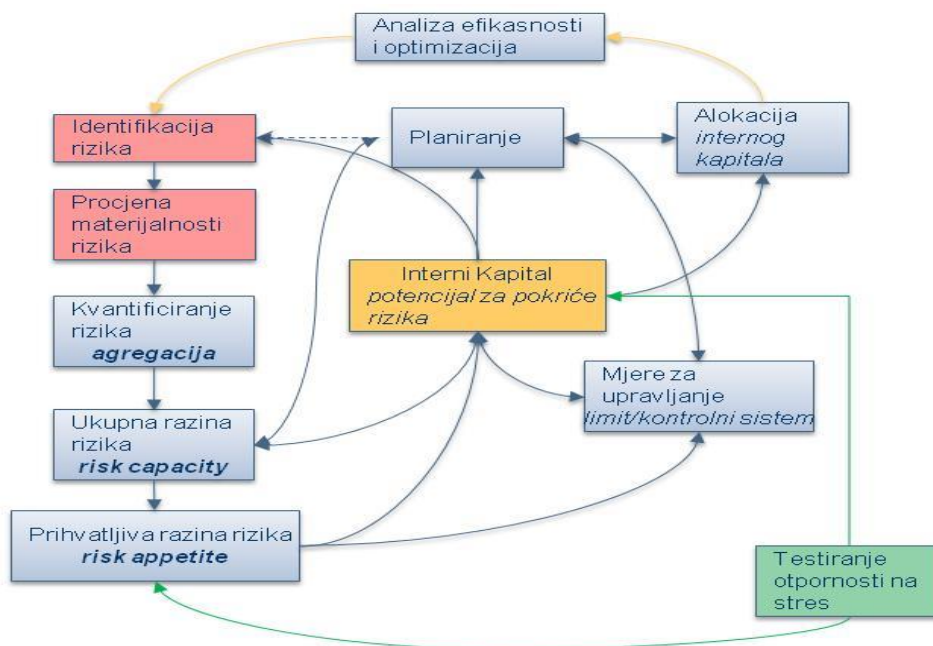 Analiza efikasnosti
i optimizacija
Identifikacija
rizika
Planiranje
Alokacija
internog
kapitala
Procjena
materijalnosti
rizika
Interni Kapital
potencijal za pokriće
rizika
Kvantificiranje
rizika
agregacija
Mjere za
upravljanje
limit/kontrolni sistem
Ukupna razina
rizika
risk capacity
Prihvatljiva razina rizika
risk appetite
Testiranje
otpornosti na
stres